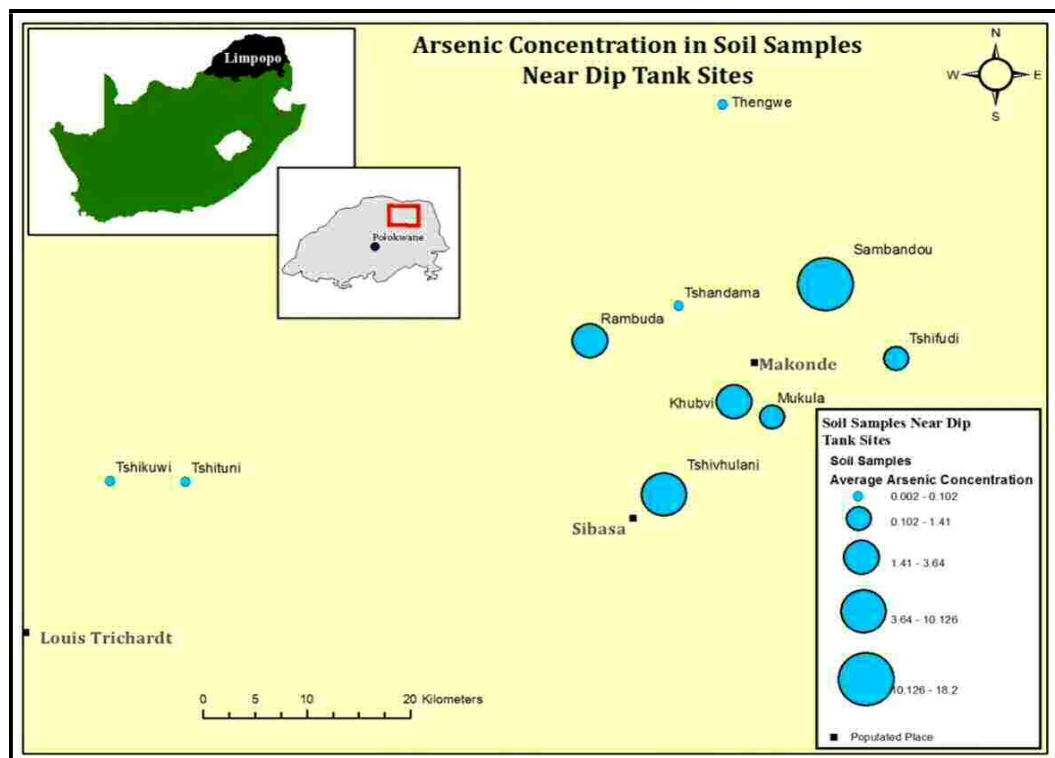 Arsenic Concentration in Soil Samples
Near Dip Tank Sites
Limpopo
N
W
E
S
Polokwane
Thengwe
Sambandou
Tshandama
Rambuda
Tshifudi
Makonde
Khubvi
Mukula
Tshikuwi
Tshituni
Tshivhulani
Sibasa
Louis Trichardt
0 5 10 20 Kilometers
Soil Samples Near Dip
Tank Sites
Soil Samples
Average Arsenic Concentration
0.002 - 0.102
0.102 - 1.41
1.41 - 3.64
3.64 - 10.126
10.126 - 18.2
Populated Place